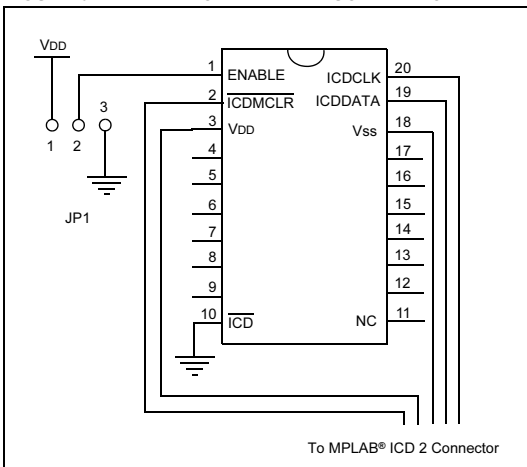 VDD
1
ENABLE
ICDCLK
20
2
ICDMCLR
ICDDATA
19
3
VDD
VSS
18
4
17
5
16
6
15
7
14
8
13
9
12
10
ICD
NC
11
3
1
2
JP1
To MPLAB® ICD 2 Connector